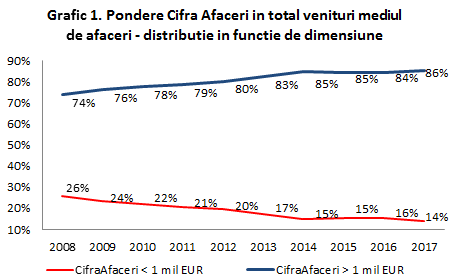 Grafic 1. Pondere Cifra Afaceri in total venituri mediul
de afaceri - distributie in functie de dimensiune
90%
80%
70%
60%
50%
40%
30%
20%
10%
74% 76% 78% 79% 80% 83% 85% 85% 84% 86%
26% 24% 22% 21% 20% 17% 15% 15% 16% 14%
2008 2009 2010 2011 2012 2013 2014 2015 2016 2017
CifraAfaceri < 1 mil EUR CifraAfaceri > 1 mil EUR